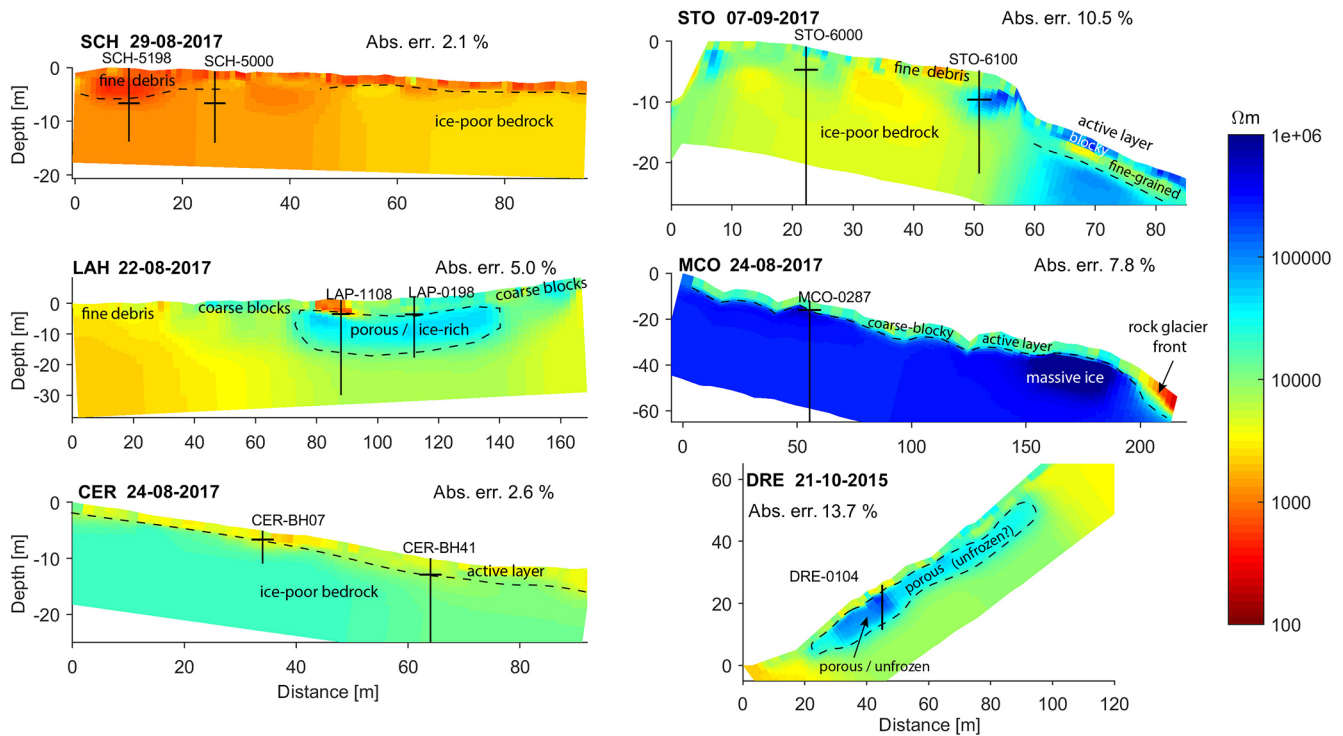 SCH 29-08-2017
Abs. err. 2.1 %
SCH-5198
SCH-5000
fine debris
ice-poor bedrock
Depth [m]
0
-10
-20
0
20
40
60
80
STO 07-09-2017
Abs. err. 10.5 %
STO-6000
STO-6100
fine debris
ice-poor bedrock
active layer
blocky
fine-grained
0
-10
-20
0
10
20
30
40
50
60
70
80
LAH 22-08-2017
Abs. err. 5.0 %
LAP-1108
LAP-0198
coarse blocks
coarse blocks
fine debris
porous / ice-rich
Depth [m]
0
-10
-20
-30
0
20
40
60
80
100
120
140
160
MCO 24-08-2017
Abs. err. 7.8 %
MCO-0287
coarse-blocky
active layer
massive ice
rock glacier
front
0
-20
-40
-60
0
50
100
150
200
CER 24-08-2017
Abs. err. 2.6 %
CER-BH07
CER-BH41
active layer
ice-poor bedrock
Depth [m]
0
-10
-20
0
20
40
60
80
Distance [m]
DRE 21-10-2015
Abs. err. 13.7 %
DRE-0104
porous (unfrozen?)
porous / unfrozen
60
40
20
0
0
20
40
60
80
100
120
Distance [m]
Ωm
1e+06
100000
10000
1000
100